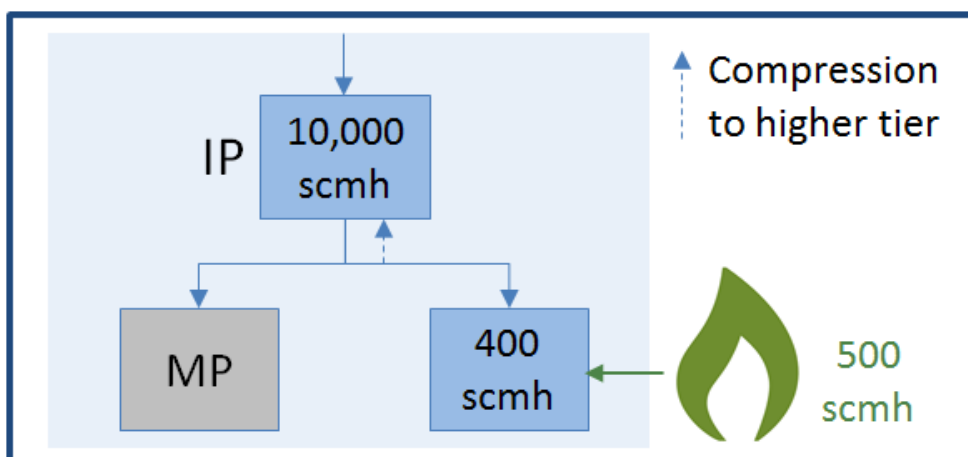 IP
10,000
scmh
Compression
to higher tier
MP
400
scmh
500
scmh